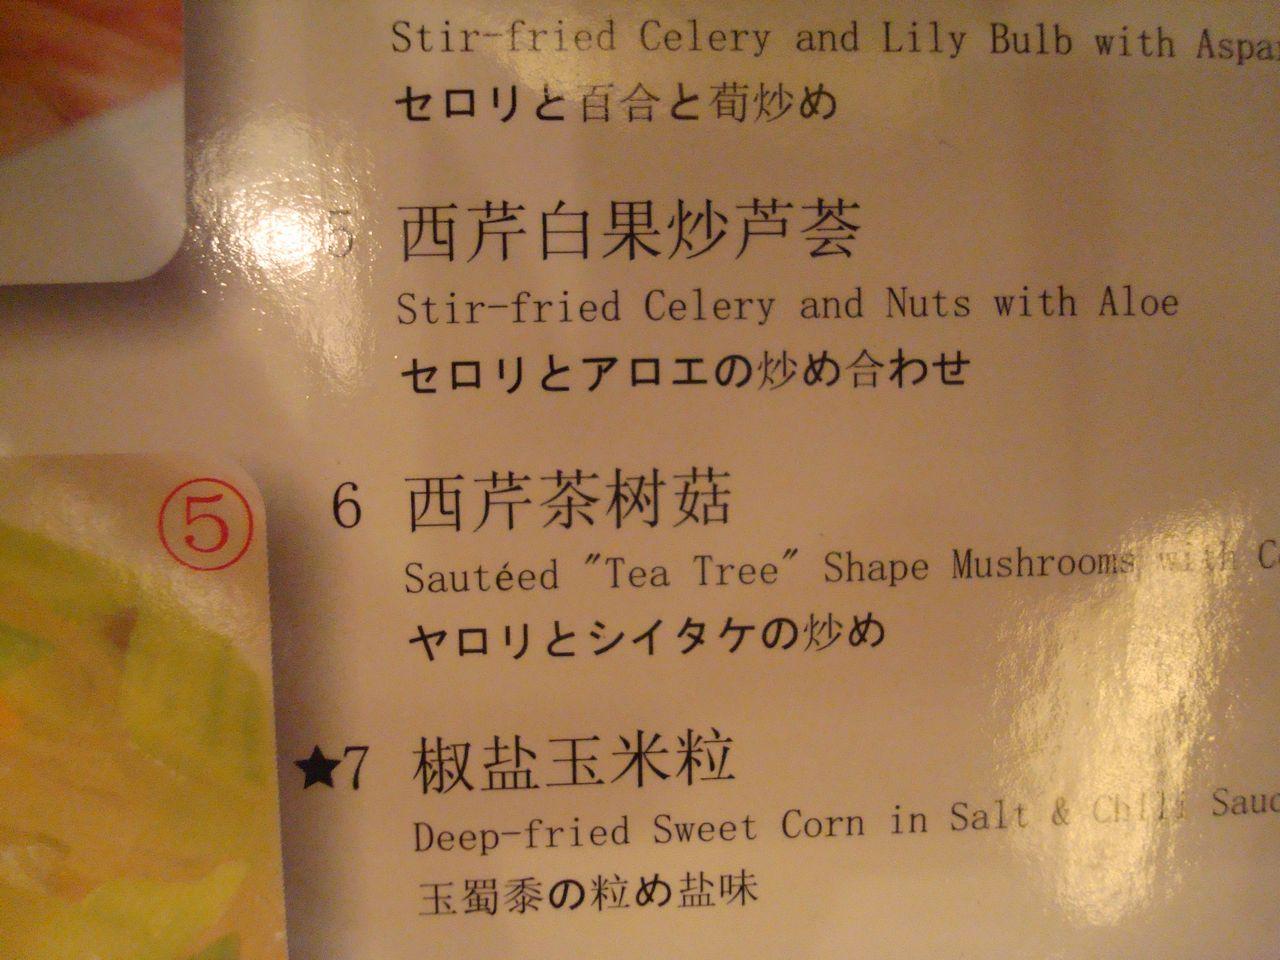 Stir-fried Celery and Lily Bulb with
セロリと百合と荀炒め
5 西芹白果炒芦荟
Stir-fried Celery and Nuts with Aloe
セロリとアロエの炒め合わせ
⑤
6 西芹茶树菇
Sautéed "Tea Tree" Shape Mushrooms with
ヤロリとシイタケの炒め
★7 椒盐玉米粒
Deep-fried Sweet Corn in Salt & Chili
玉蜀黍の粒め盐味